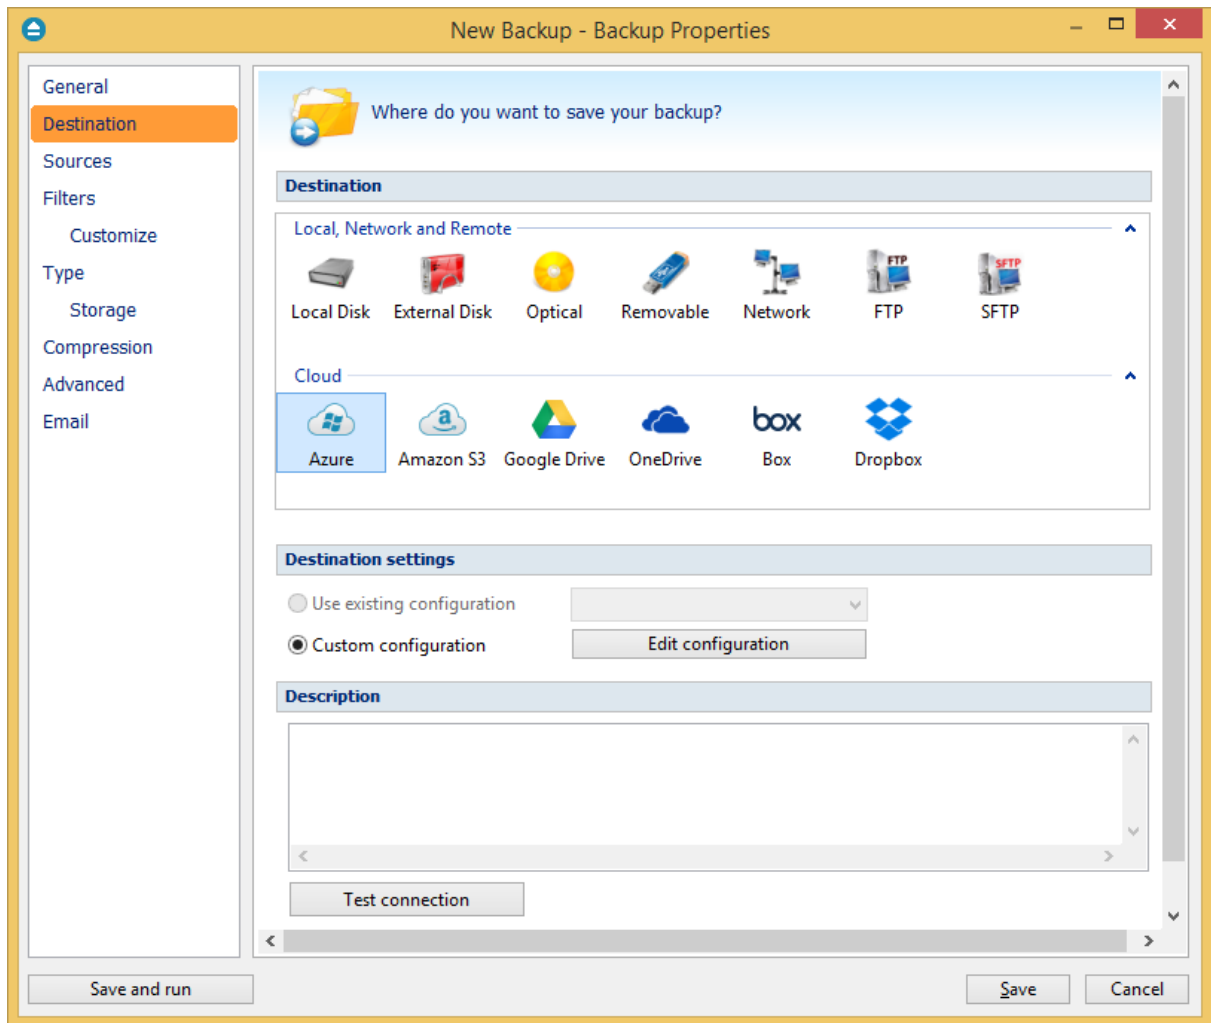 New Backup - Backup Properties
General
Destination
Sources
Filters
Customize
Type
Storage
Compression
Advanced
Email
Where do you want to save your backup?
Destination
Local, Network and Remote
FTP SFTP
Local Disk External Disk Optical Removable Network FTP SFTP
Cloud
a box
Azure Amazon S3 Google Drive OneDrive Box Dropbox
Destination settings
Use existing configuration
Custom configuration Edit configuration
Description
Test connection
Save and run Save Cancel